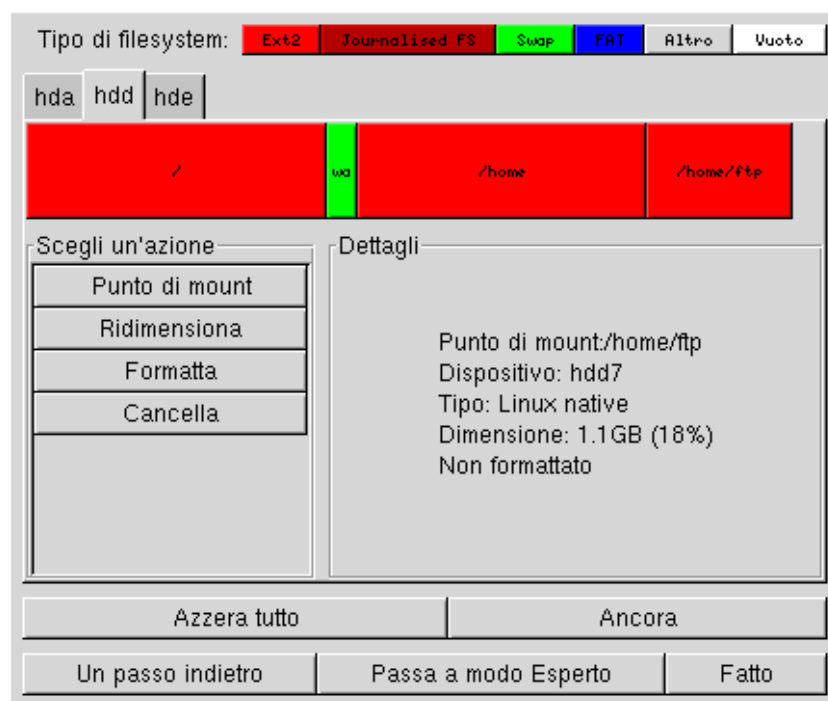 Tipo di filesystem: Ext2 Journalised FS Swap FAT Altro Vuoto
hda hdd hde
/ wa /home /home/ftp
Scegli un'azione
Punto di mount
Ridimensiona
Formatta
Cancella
Dettagli
Punto di mount:/home/ftp
Dispositivo: hdd7
Tipo: Linux native
Dimensione: 1.1GB (18%)
Non formattato
Azzera tutto Ancora
Un passo indietro Passa a modo Esperto Fatto